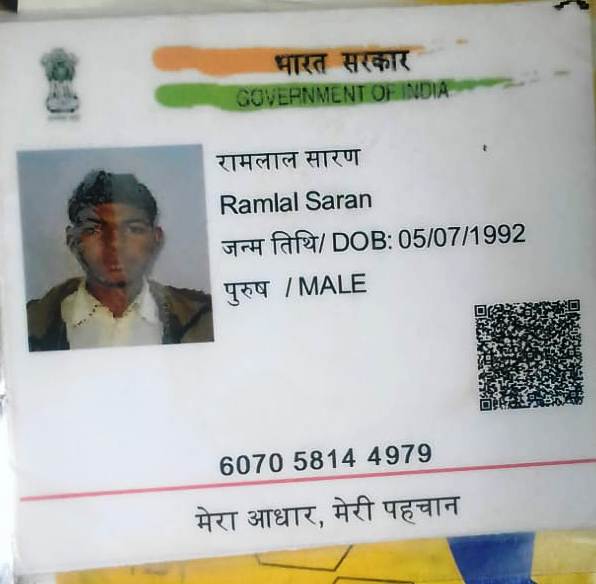 भारत सरकार
GOVERNMENT OF INDIA
रामलाल सारण
Ramlal Saran
जन्म तिथि/ DOB: 05/07/1992
पुरुष / MALE
6070 5814 4979
मेरा आधार, मेरी पहचान